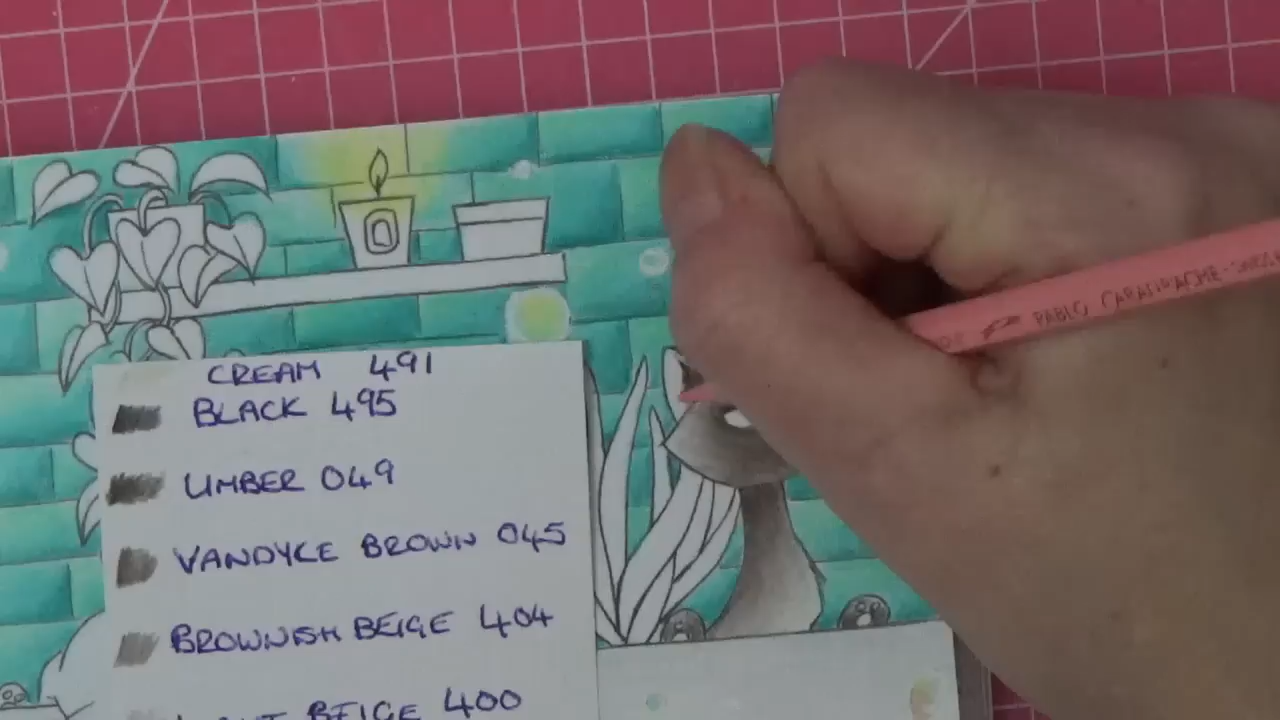 CREAM 491
BLACK 495
UMBER 049
VANDYKE BROWN 045
BROWNISH BEIGE 404
BEIGE 400
PABLO CARAN D'ACHE